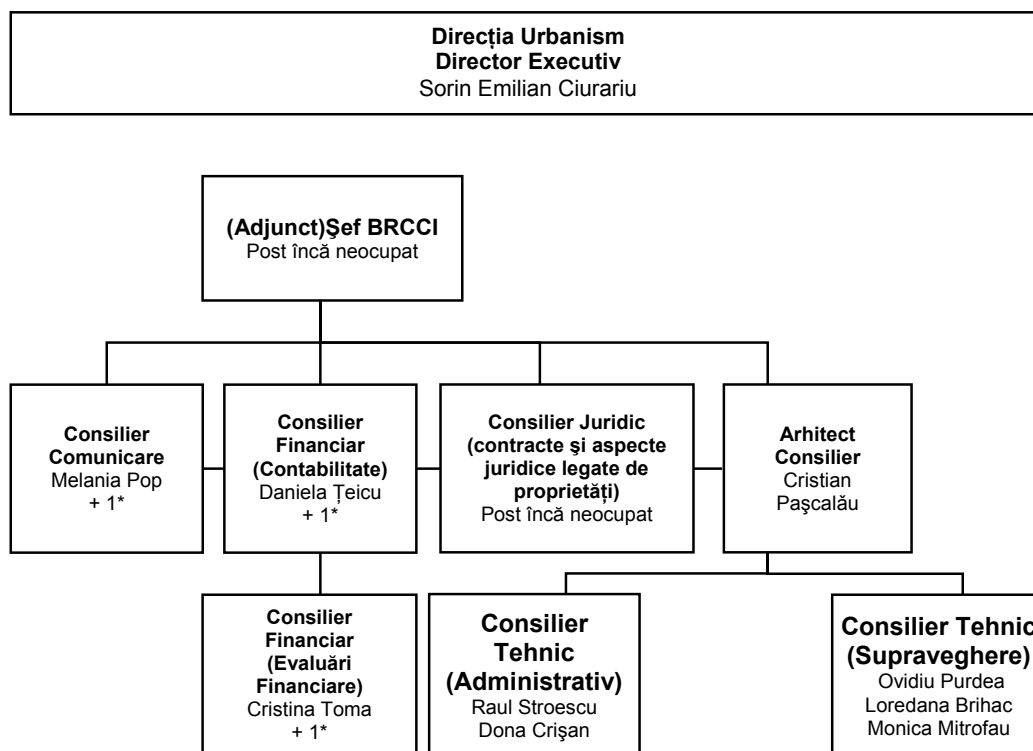 Direcția Urbanism
Director Executiv
Sorin Emilian Ciurariu
(Adjunct)Şef BRCCI
Post încă neocupat
Consilier
Comunicare
Melania Pop
+ 1*
Consilier
Financiar
(Contabilitate)
Daniela Țeicu
+ 1*
Consilier Juridic
(contracte şi aspecte
juridice legate de
proprietăți)
Post încă neocupat
Arhitect
Consilier
Cristian
Paşcalău
Consilier
Financiar
(Evaluări
Financiare)
Cristina Toma
+ 1*
Consilier
Tehnic
(Administrativ)
Raul Stroescu
Dona Crişan
Consilier Tehnic
(Supraveghere)
Ovidiu Purdea
Loredana Brihac
Monica Mitrofau